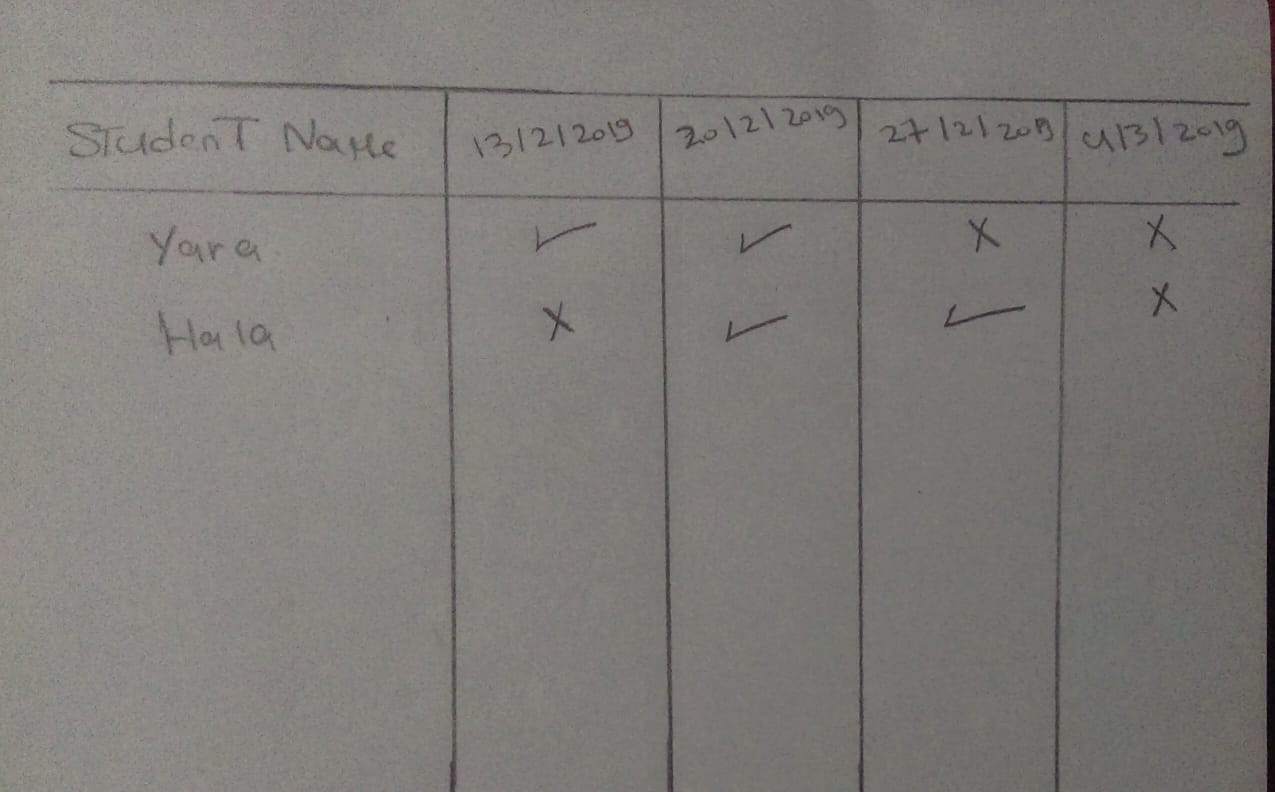 Student Name 13/2/2019 20/2/2019 27/2/2019 4/3/2019
Yara ✓ ✓ X X
Hala X ✓ ✓ X